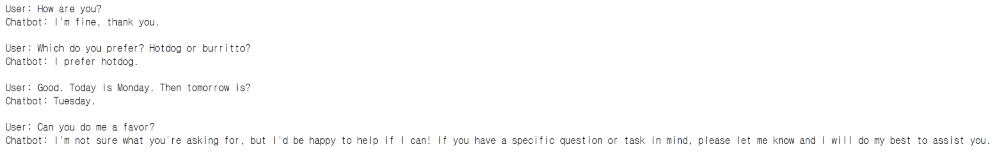 User: How are you?
Chatbot: I'm fine, thank you.
User: Which do you prefer? Hotdog or burritto?
Chatbot: I prefer hotdog.
User: Good. Today is Monday. Then tomorrow is?
Chatbot: Tuesday.
User: Can you do me a favor?
Chatbot: I'm not sure what you're asking for, but I'd be happy to help if I can! If you have a specific question or task in mind, please let me know and I will do my best to assist you.